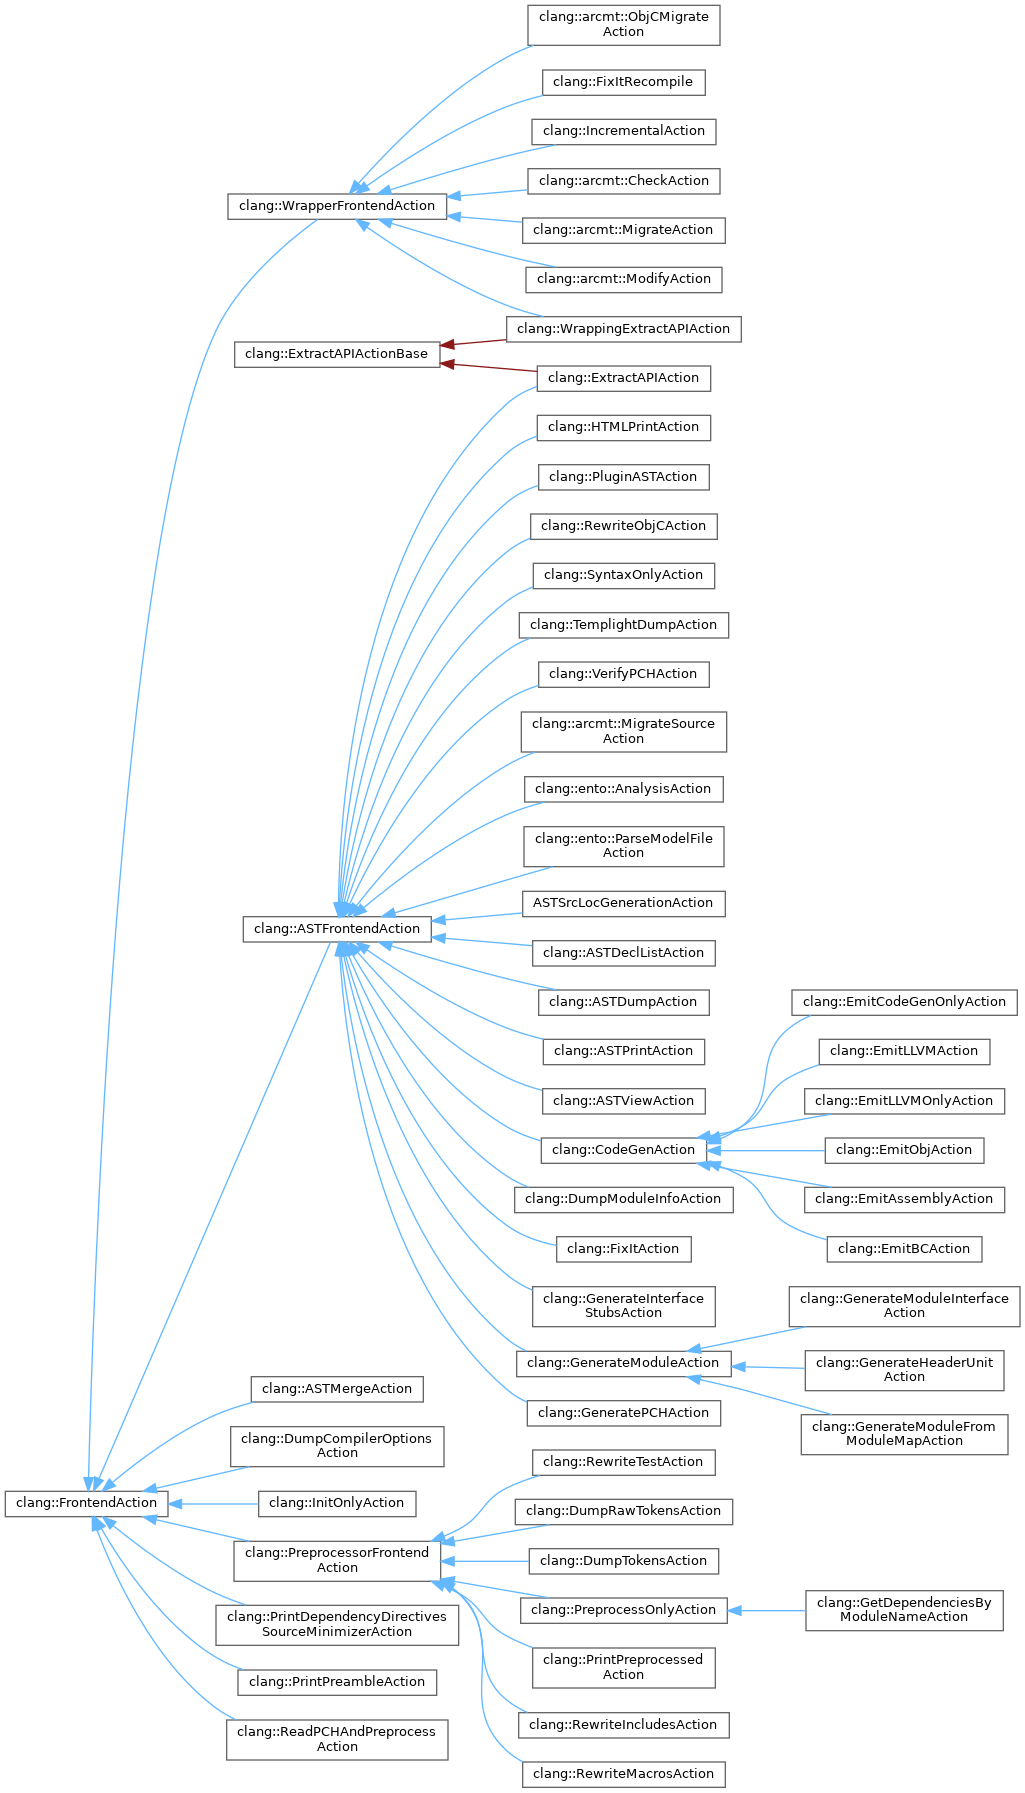 clang::arcmt::ObjCMigrate
Action
clang::FixItRecompile
clang::IncrementalAction
clang::arcmt::CheckAction
clang::WrapperFrontendAction
clang::arcmt::MigrateAction
clang::arcmt::ModifyAction
clang::WrappingExtractAPIAction
clang::ExtractAPIActionBase
clang::ExtractAPIAction
clang::HTMLPrintAction
clang::PluginASTAction
clang::RewriteObjCAction
clang::SyntaxOnlyAction
clang::TemplightDumpAction
clang::VerifyPCHAction
clang::arcmt::MigrateSource
Action
clang::ento::AnalysisAction
clang::ento::ParseModelFile
Action
ASTSrcLocGenerationAction
clang::ASTFrontendAction
clang::ASTDeclListAction
clang::ASTDumpAction
clang::EmitCodeGenOnlyAction
clang::ASTPrintAction
clang::EmitLLVMAction
clang::ASTViewAction
clang::EmitLLVMOnlyAction
clang::CodeGenAction
clang::EmitObjAction
clang::DumpModuleInfoAction
clang::EmitAssemblyAction
clang::FixItAction
clang::EmitBCAction
clang::GenerateInterface
StubsAction
clang::GenerateModuleInterface
Action
clang::GenerateModuleAction
clang::GenerateHeaderUnit
Action
clang::ASTMergeAction
clang::GeneratePCHAction
clang::GenerateModuleFrom
ModuleMapAction
clang::DumpCompilerOptions
Action
clang::RewriteTestAction
clang::FrontendAction
clang::InitOnlyAction
clang::DumpRawTokensAction
clang::PreprocessorFrontend
Action
clang::DumpTokensAction
clang::PreprocessOnlyAction
clang::GetDependenciesBy
ModuleNameAction
clang::PrintDependencyDirectives
SourceMinimizerAction
clang::PrintPreprocessed
Action
clang::PrintPreambleAction
clang::RewriteIncludesAction
clang::ReadPCHAndPreprocess
Action
clang::RewriteMacrosAction